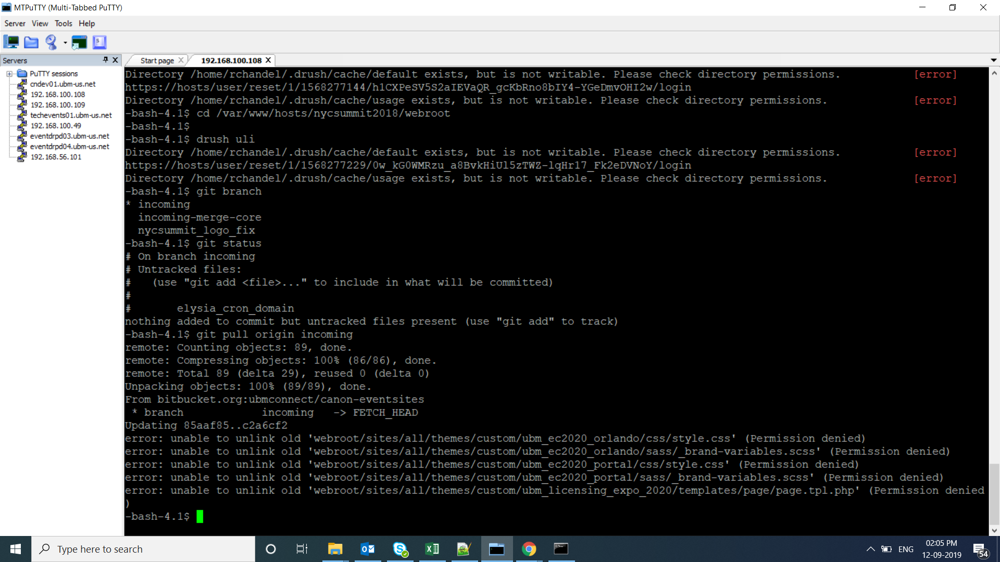 MTPuTTY (Multi-Tabbed PuTTY)
Server View Tools Help
Servers
Start page
192.168.100.108
PuTTY sessions
cndev01.ubm-us.net
192.168.100.108
192.168.100.109
techevents01.ubm-us.net
192.168.100.49
eventdrpd03.ubm-us.net
eventdrpd04.ubm-us.net
192.168.56.101
Directory /home/rchandel/.drush/cache/default exists, but is not writable. Please check directory permissions. [error]
https://hosts/user/reset/1/1568277144/h1CXPeSV5S2aIEVaQR_gcKbRno8bIY4-YGeDmvOHI2w/login
Directory /home/rchandel/.drush/cache/usage exists, but is not writable. Please check directory permissions. [error]
-bash-4.1$ cd /var/www/hosts/nycsummit2018/webroot
-bash-4.1$
-bash-4.1$ drush uli
Directory /home/rchandel/.drush/cache/default exists, but is not writable. Please check directory permissions. [error]
https://hosts/user/reset/1/1568277229/0w_kG0WMRzu_a8BvkHiUl5zTWZ-lqHr17_Fk2eDVNoY/login
Directory /home/rchandel/.drush/cache/usage exists, but is not writable. Please check directory permissions. [error]
-bash-4.1$ git branch
* incoming
incoming-merge-core
nycsummit_logo_fix
-bash-4.1$ git status
# On branch incoming
# Untracked files:
#   (use "git add <file>..." to include in what will be committed)
#
#       elysia_cron_domain
nothing added to commit but untracked files present (use "git add" to track)
-bash-4.1$ git pull origin incoming
remote: Counting objects: 89, done.
remote: Compressing objects: 100% (86/86), done.
remote: Total 89 (delta 29), reused 0 (delta 0)
Unpacking objects: 100% (89/89), done.
From bitbucket.org:ubmconnect/canon-eventsites
* branch            incoming   -> FETCH_HEAD
Updating 85aaf85..c2a6cf2
error: unable to unlink old 'webroot/sites/all/themes/custom/ubm_ec2020_orlando/css/style.css' (Permission denied)
error: unable to unlink old 'webroot/sites/all/themes/custom/ubm_ec2020_orlando/sass/_brand-variables.scss' (Permission denied)
error: unable to unlink old 'webroot/sites/all/themes/custom/ubm_ec2020_portal/css/style.css' (Permission denied)
error: unable to unlink old 'webroot/sites/all/themes/custom/ubm_ec2020_portal/sass/_brand-variables.scss' (Permission denied)
error: unable to unlink old 'webroot/sites/all/themes/custom/ubm_licensing_expo_2020/templates/page/page.tpl.php' (Permission denied
)
-bash-4.1$
Type here to search
ENG
02:05 PM
12-09-2019
54